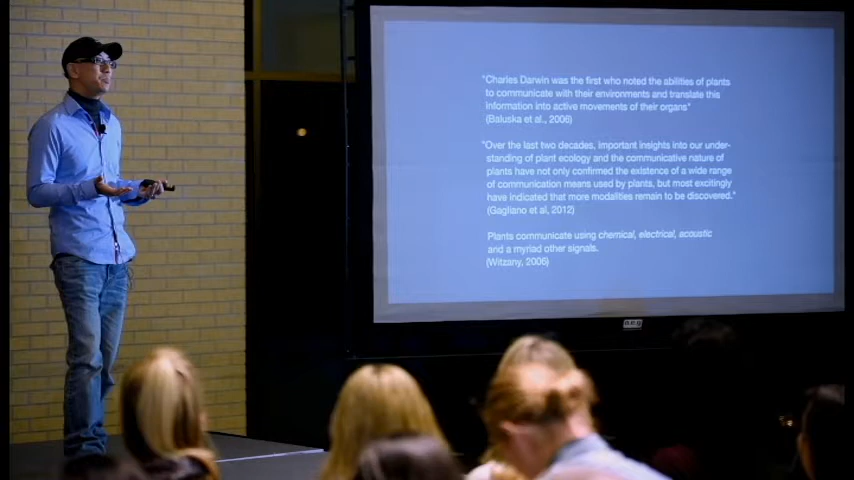 "Charles Darwin was the first who noted the abilities of plants
to communicate with their environments and translate this
information into active movements of their organs"
(Baluska et al., 2006)
"Over the last two decades, important insights into our under-
standing of plant ecology and the communicative nature of
plants have not only confirmed the existence of a wide range
of communication means used by plants, but most excitingly
have indicated that more modalities remain to be discovered."
(Gagliano et al, 2012)
Plants communicate using chemical, electrical, acoustic
and a myriad other signals.
(Witzany, 2006)